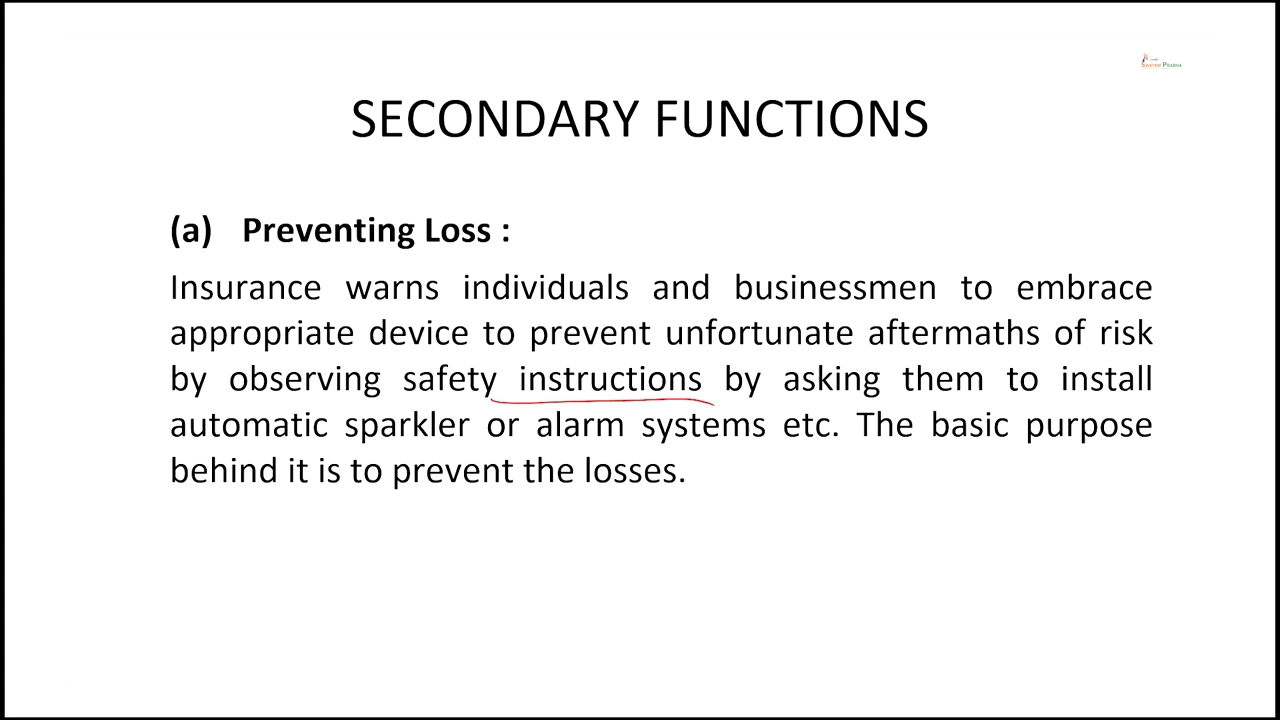 Swayam Prabha
SECONDARY FUNCTIONS
(a) Preventing Loss :
Insurance warns individuals and businessmen to embrace
appropriate device to prevent unfortunate aftermaths of risk
by observing safety instructions by asking them to install
automatic sparkler or alarm systems etc. The basic purpose
behind it is to prevent the losses.